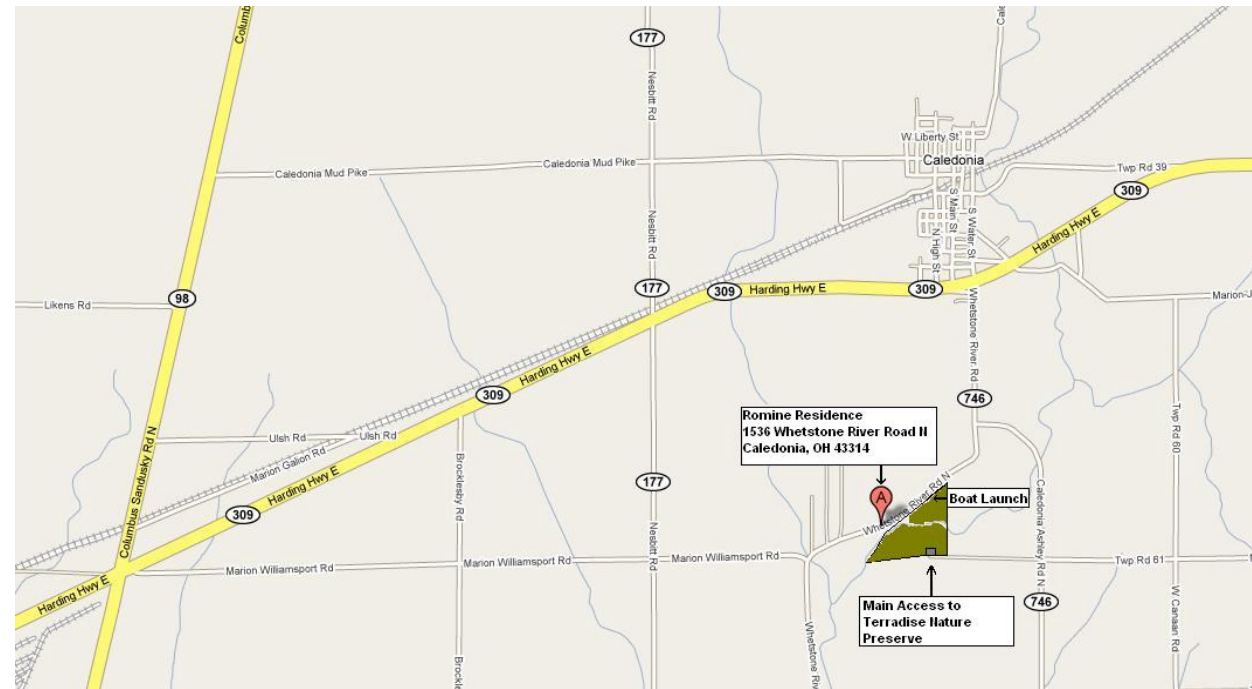 Columb
177
Cale
Nesbitt Rd
W Liberty St
Caledonia
Caledonia Mud Pike
Caledonia Mud Pike
Twp Rd 39
309
S Main St
S Water St
Nesbitt Rd
N High St
Harding Hwy E
177
309
Harding Hwy E
309
98
Likens Rd
Marion-J
Whetstone River Rd
Harding Hwy E
309
746
Romine Residence
1536 Whetstone River Road N
Caledonia, OH 43314
Twp Rd 60
Ulsh Rd
Ulsh Rd
Marion Galion Rd
Brocklesby Rd
Columbus Sandusky Rd N
Harding Hwy E
309
177
A
Whetstone River Rd N
Boat Launch
Caledonia Ashley Rd N
Nesbitt Rd
Marion Williamsport Rd
Marion Williamsport Rd
Marion Williamsport Rd
Twp Rd 61
Harding Hwy E
Main Access to
Terradise Nature
Preserve
746
W Canaan Rd
Whetstone Riv
Brockle